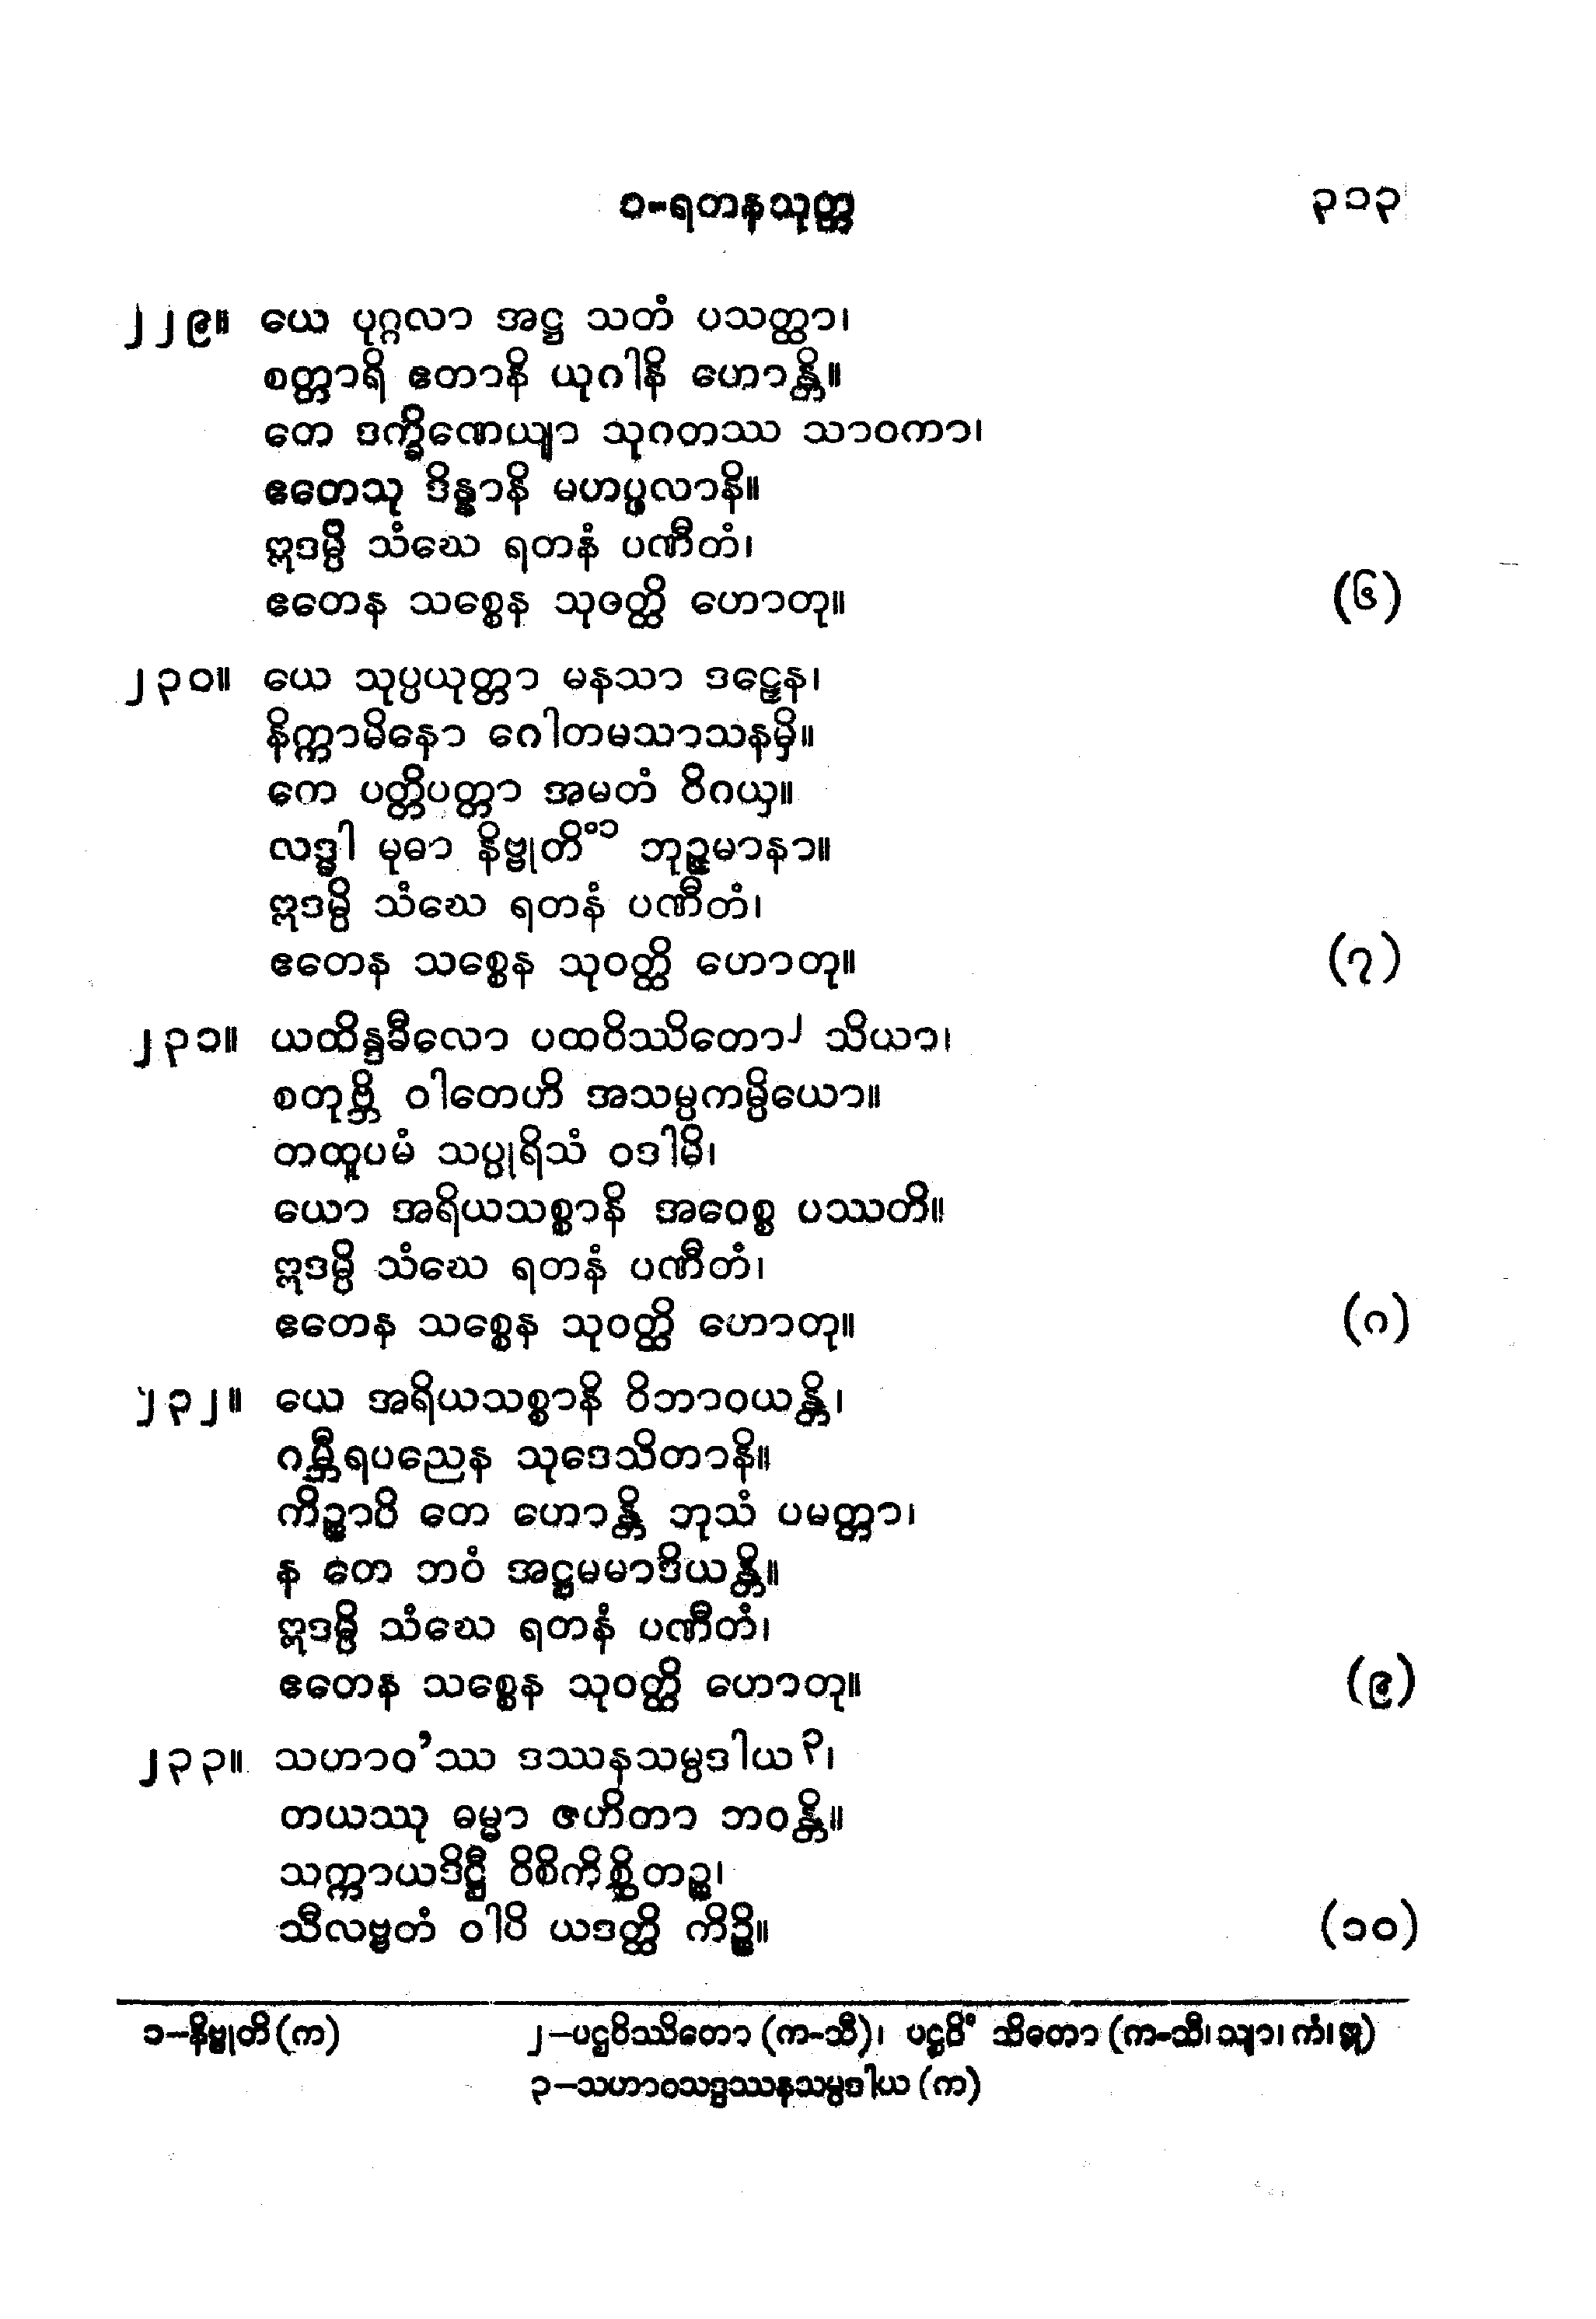 ၁-ရတနသုတ္တ ၃၁၃
၂၂၉။ ယေ ပုဂ္ဂလာ အဋ္ဌ သတံ ပသတ္ထာ၊
စတ္တာရိ ဧတာနိ ယုဂါနိ ဟောန္တိ။
တေ ဒက္ခိဏေယျာ သုဂတဿ သာဝကာ၊
ဧတေသု ဒိန္နာနိ မဟပ္ဖလာနိ။
ဣဒမ္ပိ သံဃေ ရတနံ ပဏီတံ၊
ဧတေန သစ္စေန သုဝတ္ထိ ဟောတု။ (၆)
၂၃၀။ ယေ သုပ္ပယုတ္တာ မနသာ ဒဠှေန၊
နိက္ကာမိနော ဂေါတမသာသနမှိ။
တေ ပတ္တိပတ္တာ အမတံ ဝိဂယှ။
လဒ္ဓါ မုဓာ နိဗ္ဗုတိံ၁ ဘုဉ္ဇမာနာ။
ဣဒမ္ပိ သံဃေ ရတနံ ပဏီတံ၊
ဧတေန သစ္စေန သုဝတ္ထိ ဟောတု။ (၇)
၂၃၁။ ယထိန္ဒခီလော ပထဝိဿိတော၂ သိယာ၊
စတုဗ္ဘိ ဝါတေဟိ အသမ္ပကမ္ပိယော။
တထူပမံ သပ္ပုရိသံ ဝဒါမိ၊
ယော အရိယသစ္စာနိ အဝေစ္စ ပဿတိ။
ဣဒမ္ပိ သံဃေ ရတနံ ပဏီတံ၊
ဧတေန သစ္စေန သုဝတ္ထိ ဟောတု။ (၈)
၂၃၂။ ယေ အရိယသစ္စာနိ ဝိဘာဝယန္တိ၊
ဂမ္ဘီရပညေန သုဒေသိတာနိ။
ကိဉ္စာပိ တေ ဟောန္တိ ဘုသံ ပမတ္တာ၊
န တေ ဘဝံ အဋ္ဌမမာဒိယန္တိ။
ဣဒမ္ပိ သံဃေ ရတနံ ပဏီတံ၊
ဧတေန သစ္စေန သုဝတ္ထိ ဟောတု။ (၉)
၂၃၃။ သဟာဝ’ဿ ဒဿနသမ္ပဒါယ၃၊
တယဿု ဓမ္မာ ဇဟိတာ ဘဝန္တိ။
သက္ကာယဒိဋ္ဌီ ဝိစိကိစ္ဆိတဉ္စ၊
သီလဗ္ဗတံ ဝါပိ ယဒတ္ထိ ကိဉ္စိ။ (၁၀)
၁−နိဗ္ဗုတိ (က) ၂−ပဋ္ဌဝိဿိတော (က-သီ)၊ ပဋ္ဌဝိံ သိတော (က-သီ၊ သျာ၊ ကံ၊ ဣ)
၃−သဟာဝသဒ္ဒဿနသမ္ပဒါယ (က)